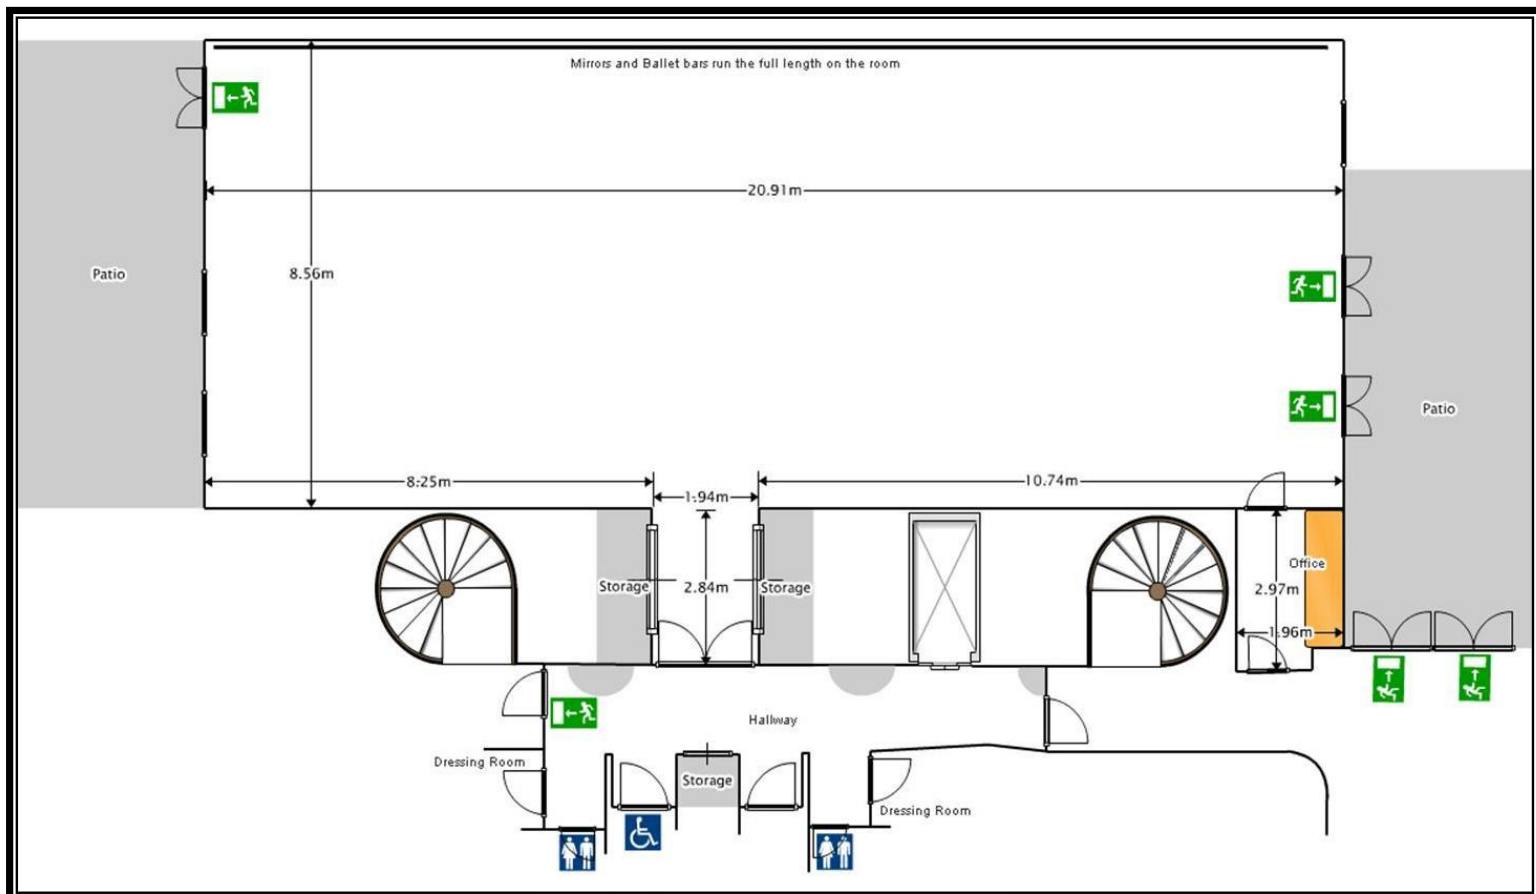 Mirrors and Ballet bars run the full length on the room
20.91m
Patio
8.56m
Patio
8.25m
1.94m
10.74m
Storage
2.84m
Storage
Office
2.97m
1.96m
Hallway
Dressing Room
Storage
Dressing Room